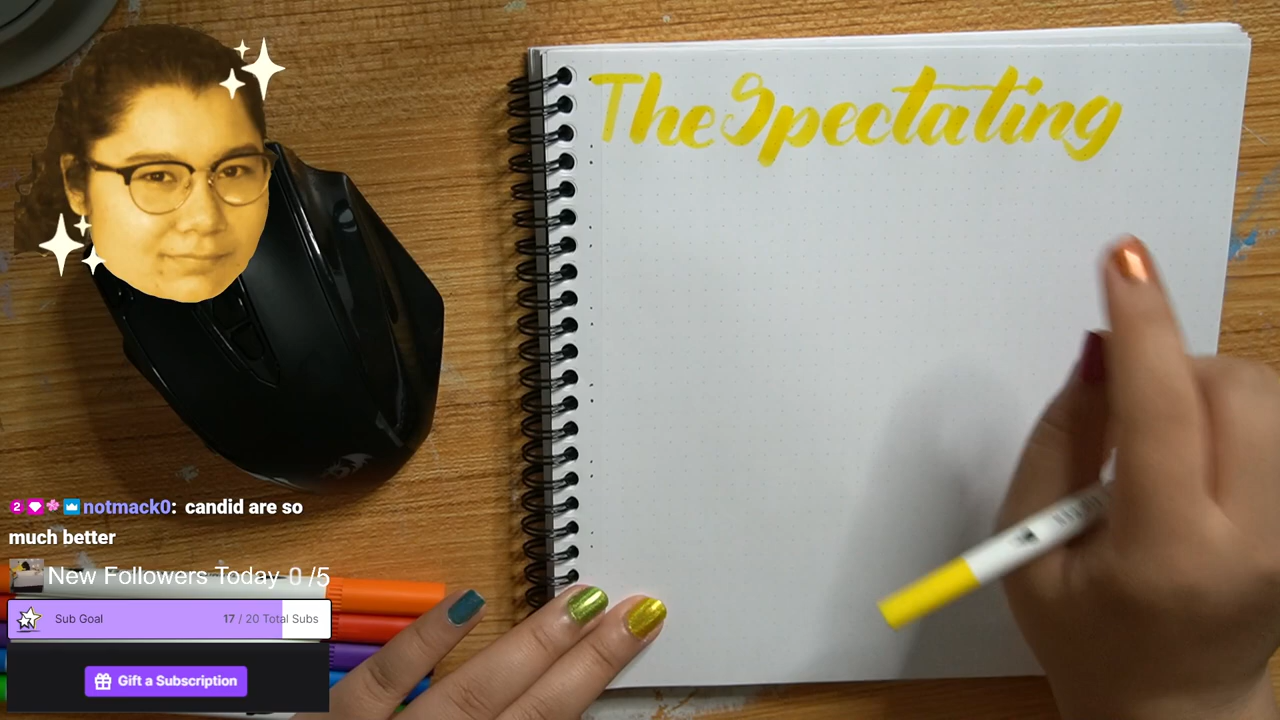 TheSpectating
2 notmack0: candid are so
much better
New Followers Today 0 /5
Sub Goal 17 / 20 Total Subs
Gift a Subscription